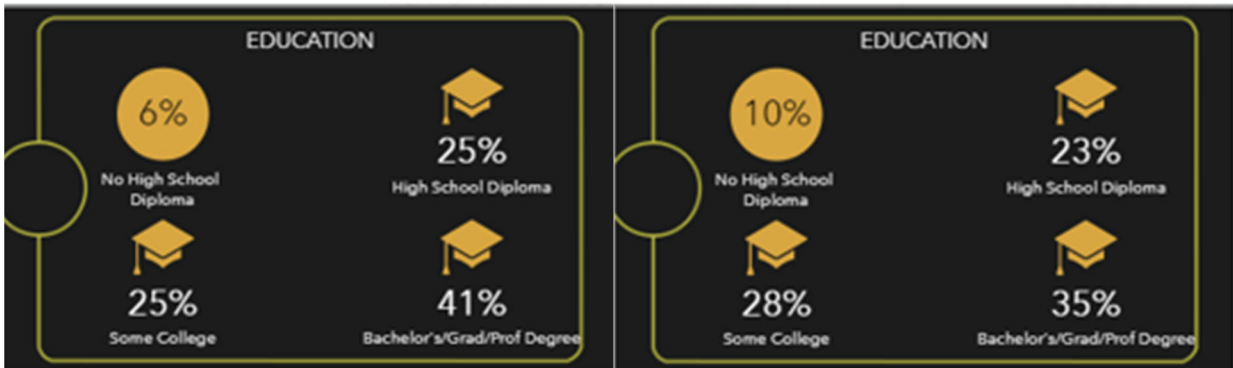 EDUCATION
6%
No High School
Diploma
25%
High School Diploma
25%
Some College
41%
Bachelor's/Grad/Prof Degree
EDUCATION
10%
No High School
Diploma
23%
High School Diploma
28%
Some College
35%
Bachelor's/Grad/Prof Degree